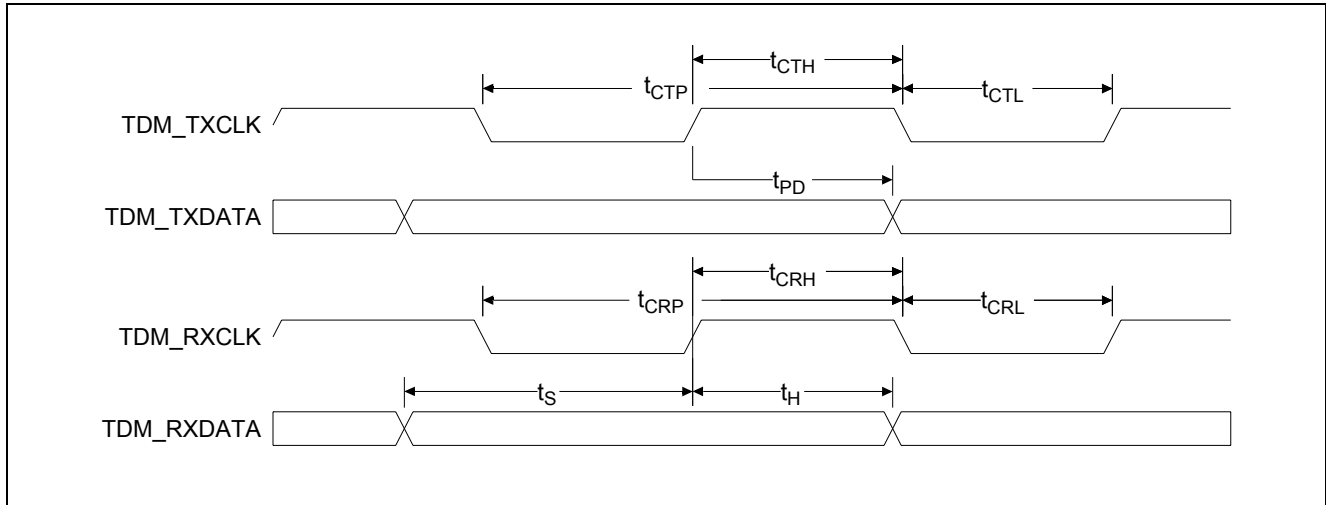 tCTH
tCTP
tCTL
TDM_TXCLK
tPD
TDM_TXDATA
tCRH
tCRP
tCRL
TDM_RXCLK
tS
tH
TDM_RXDATA